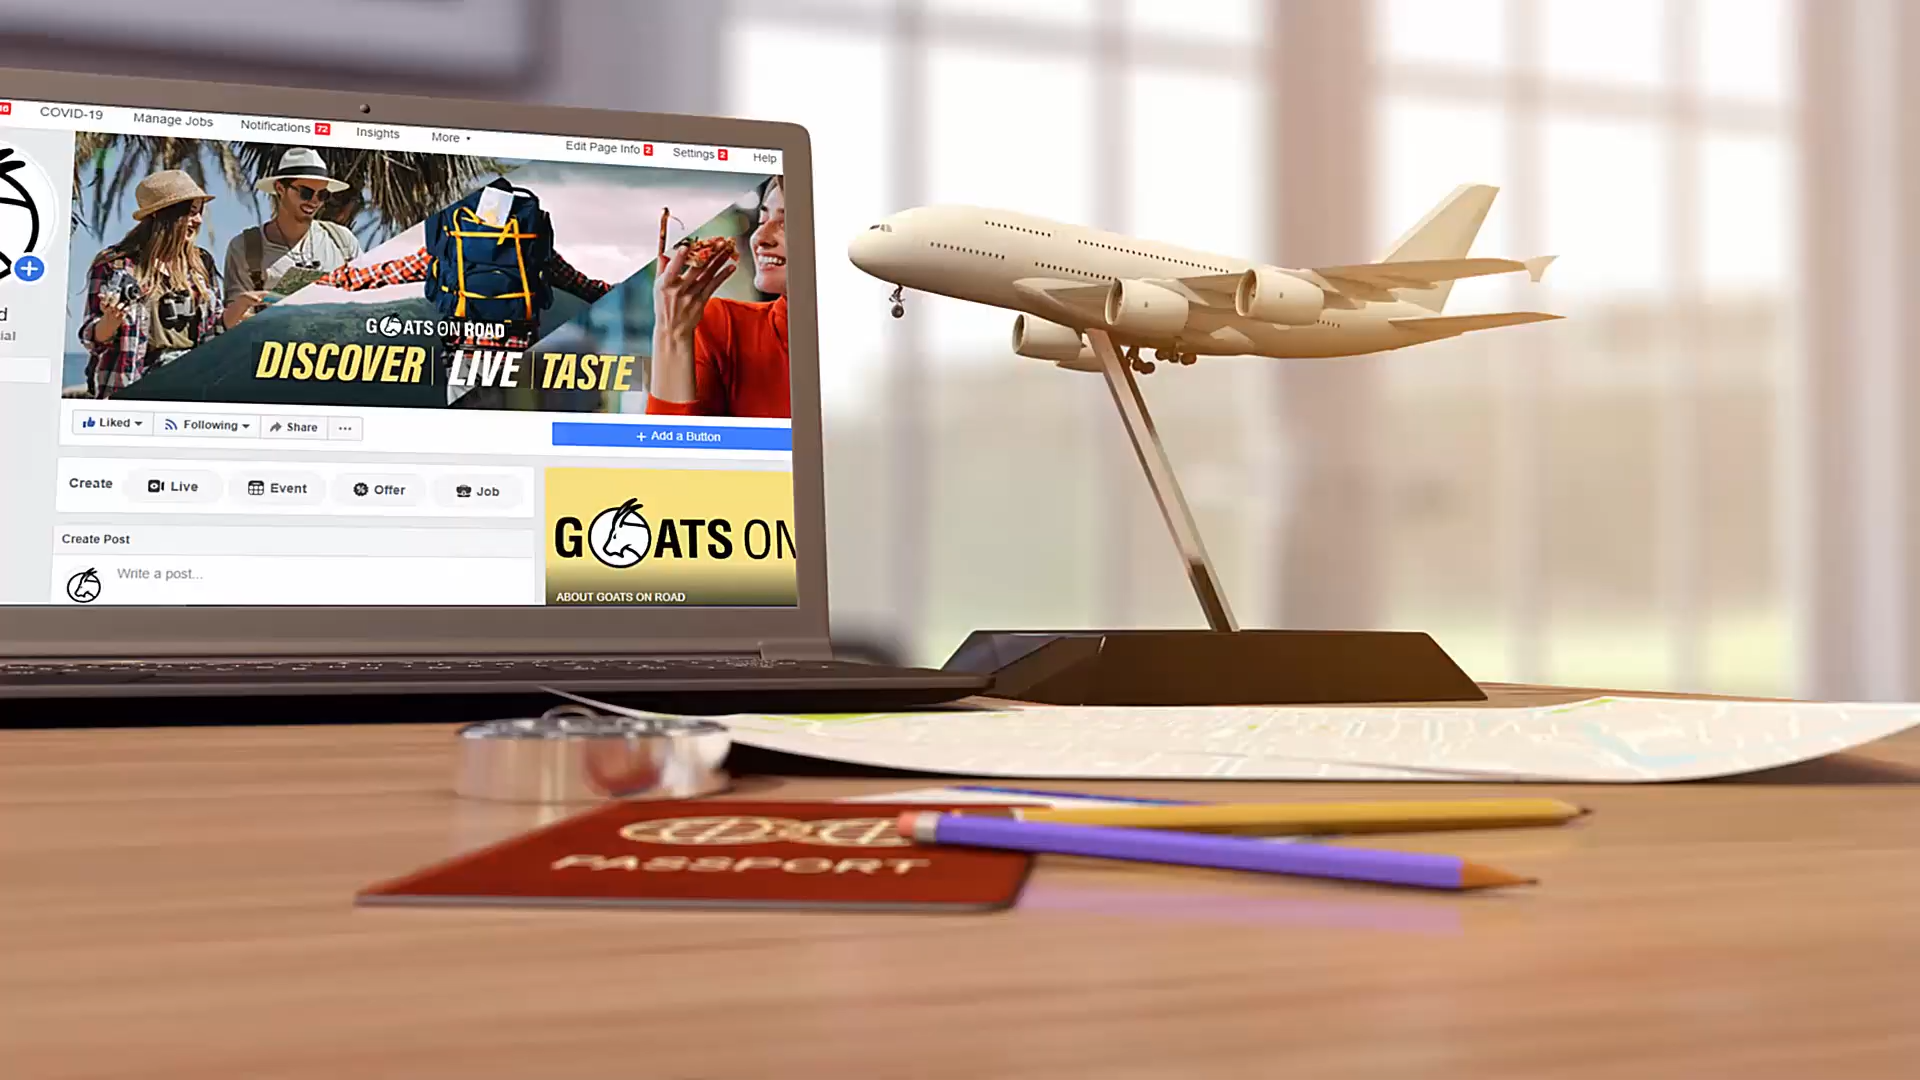 COVID-19
Manage Jobs
Notifications 72
Insights
More
Edit Page Info 2
Settings 2
Help
GOATS ON ROAD
DISCOVER | LIVE | TASTE
Liked
Following
Share
...
+ Add a Button
Create
Live
Event
Offer
Job
Create Post
Write a post...
GOATS ON
ABOUT GOATS ON ROAD
PASSPORT